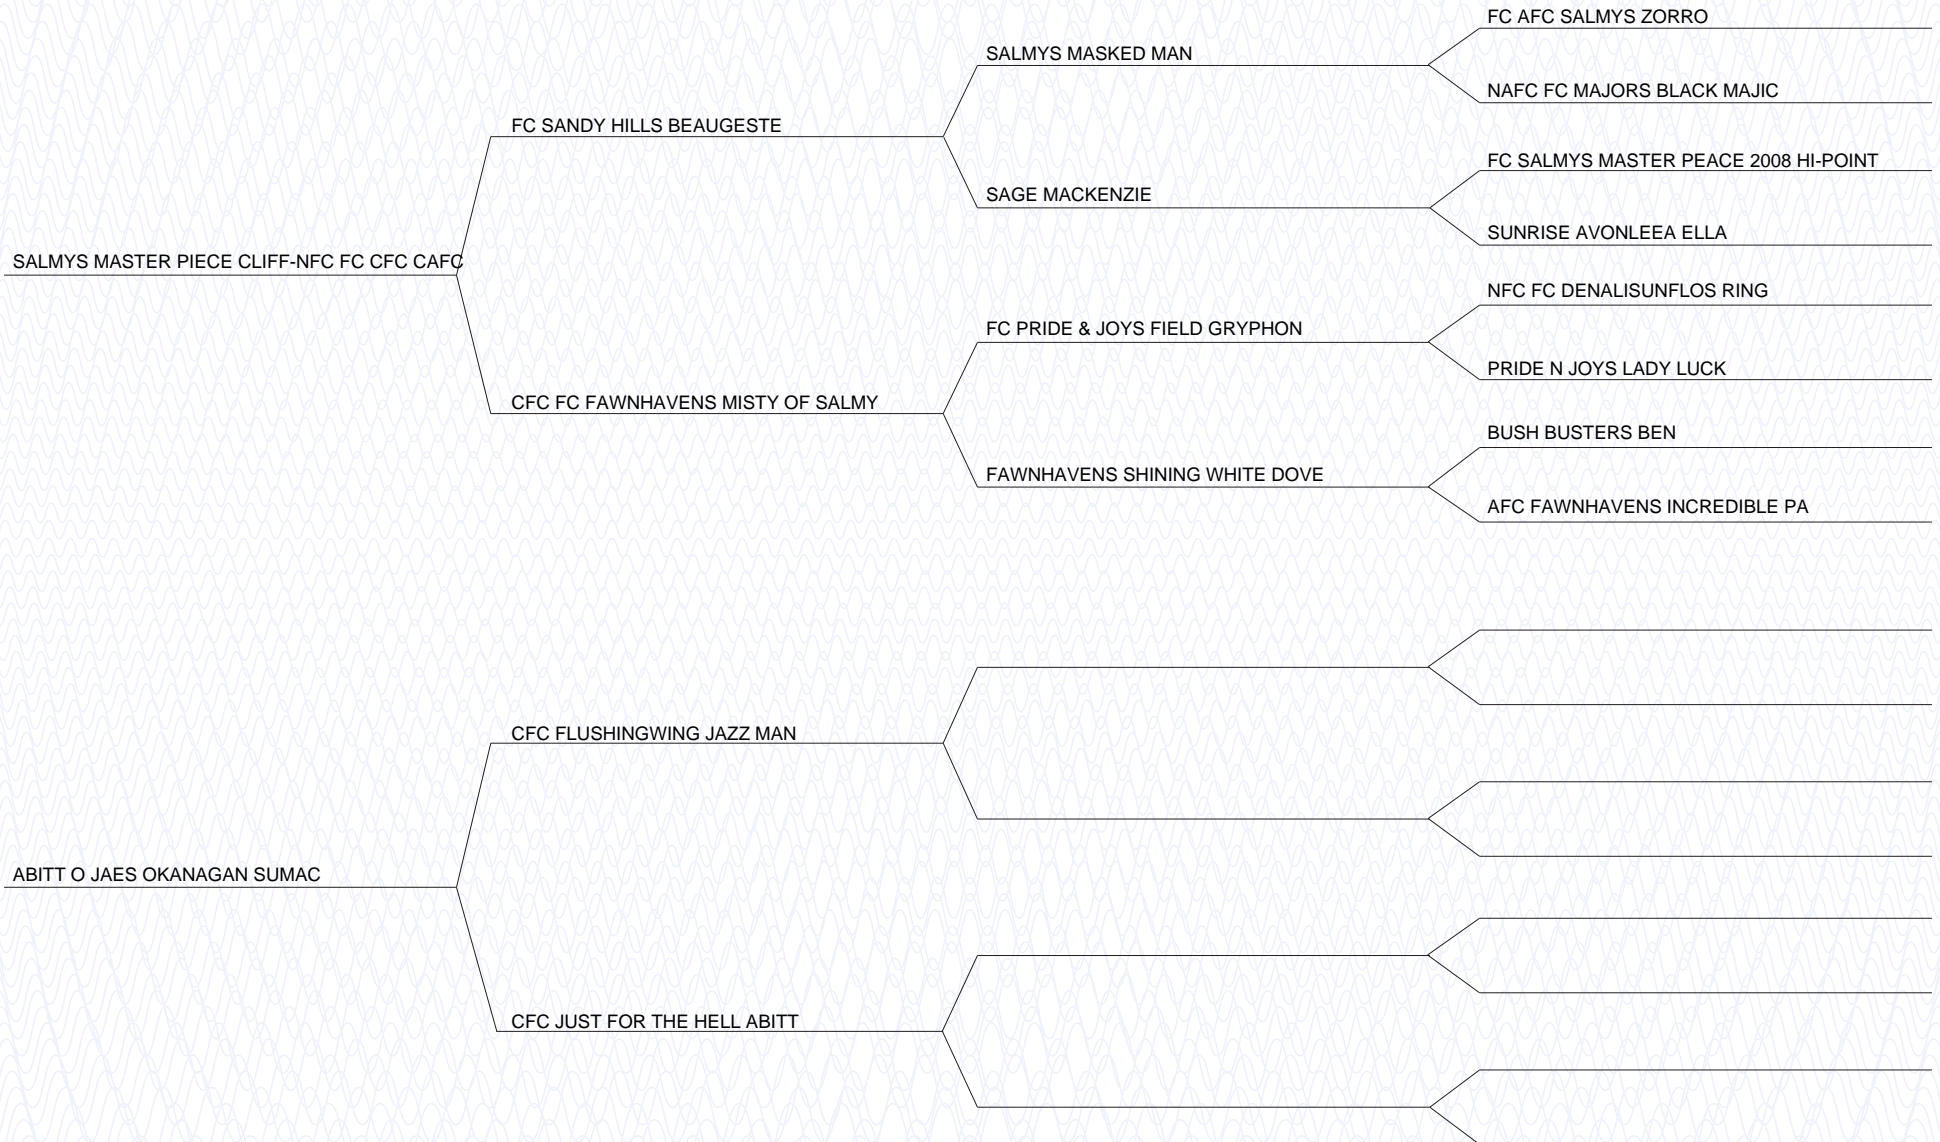 FC AFC SALMYS ZORRO
SALMYS MASKED MAN
NAFC FC MAJORS BLACK MAJIC
FC SANDY HILLS BEAUGESTE
FC SALMYS MASTER PEACE 2008 HI-POINT
SAGE MACKENZIE
SUNRISE AVONLEEA ELLA
SALMYS MASTER PIECE CLIFF-NFC FC CFC CAFC
NFC FC DENALISUNFLOS RING
FC PRIDE & JOYS FIELD GRYPHON
PRIDE N JOYS LADY LUCK
CFC FC FAWNHAVENS MISTY OF SALMY
BUSH BUSTERS BEN
FAWNHAVENS SHINING WHITE DOVE
AFC FAWNHAVENS INCREDIBLE PA
CFC FLUSHINGWING JAZZ MAN
ABITT O JAES OKANAGAN SUMAC
CFC JUST FOR THE HELL ABITT